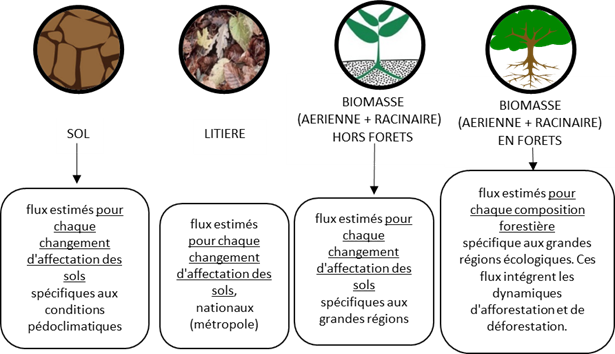 SOL
LITIERE
BIOMASSE
(AERIENNE + RACINAIRE)
HORS FORETS
BIOMASSE
(AERIENNE + RACINAIRE)
EN FORETS
flux estimés pour
chaque
changement
d'affectation des
sols
spécifiques aux
conditions
pédoclimatiques
flux estimés
pour chaque
changement
d'affectation des
sols,
nationaux
(métropole)
flux estimés pour
chaque
changement
d'affectation des
sols
spécifiques aux
grandes régions
flux estimés pour
chaque composition
forestière
spécifique aux grandes
régions écologiques. Ces
flux intégrent les
dynamiques
d'afforestation et de
déforestation.